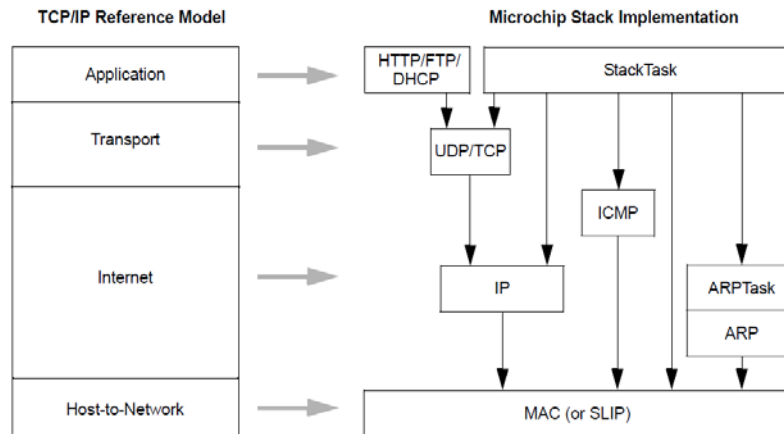 TCP/IP Reference Model
Microchip Stack Implementation
Application
HTTP/FTP/
DHCP
StackTask
Transport
UDP/TCP
ICMP
Internet
IP
ARPTask
ARP
Host-to-Network
MAC (or SLIP)